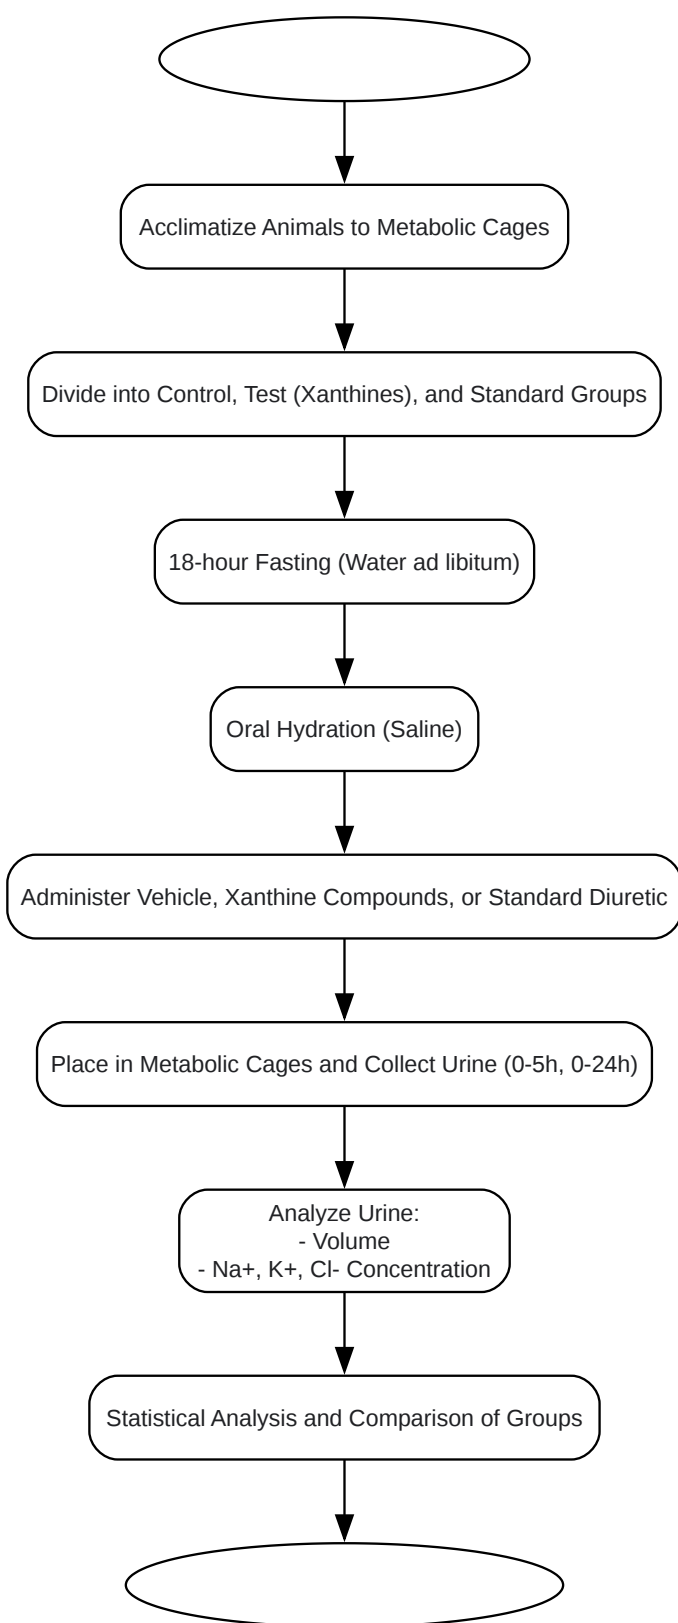 Acclimatize Animals to Metabolic Cages
Divide into Control, Test (Xanthines), and Standard Groups
18-hour Fasting (Water ad libitum)
Oral Hydration (Saline)
Administer Vehicle, Xanthine Compounds, or Standard Diuretic
Place in Metabolic Cages and Collect Urine (0-5h, 0-24h)
Analyze Urine:
- Volume
- Na+, K+, Cl- Concentration
Statistical Analysis and Comparison of Groups